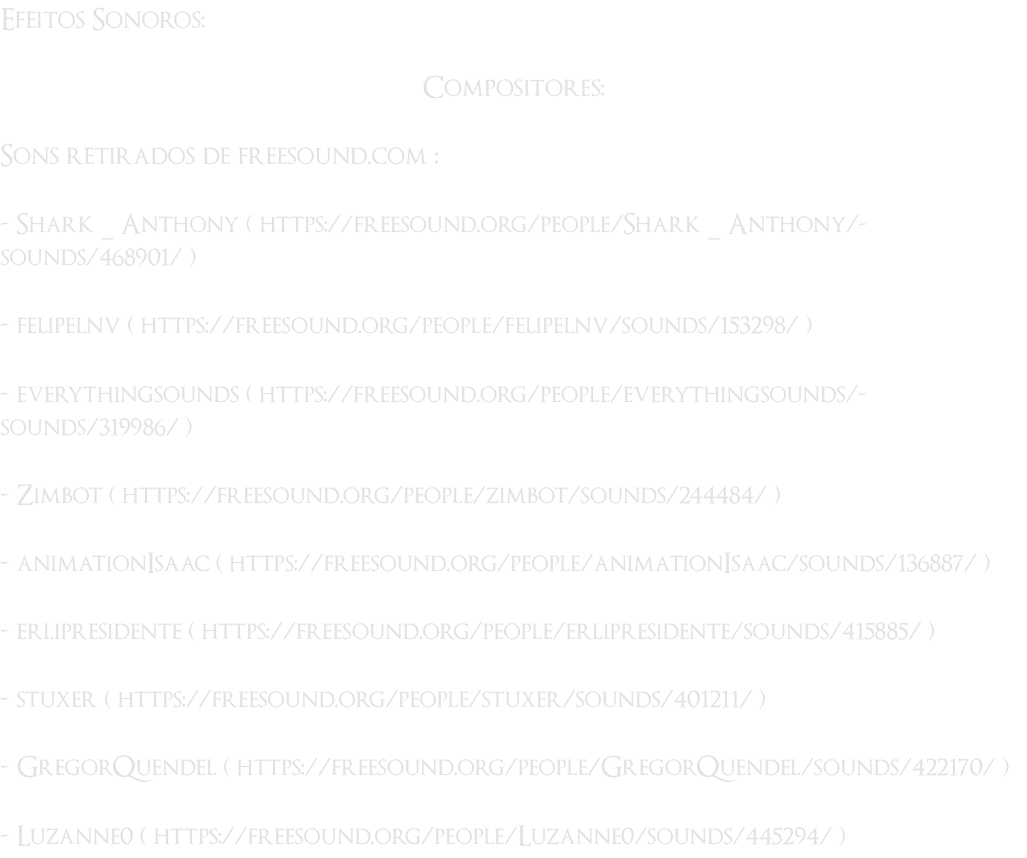 Efeitos Sonoros:
Compositores:
Sons retirados de freesound.com :
- Shark _ Anthony ( https://freesound.org/people/Shark _ Anthony/-
sounds/468901/ )
- felipelnv ( https://freesound.org/people/felipelnv/sounds/153298/ )
- everythingsounds ( https://freesound.org/people/everythingsounds/-
sounds/319986/ )
- Zimbot ( https://freesound.org/people/zimbot/sounds/244484/ )
- animationIsaac ( https://freesound.org/people/animationIsaac/sounds/136887/ )
- erlipresidente ( https://freesound.org/people/erlipresidente/sounds/415885/ )
- stuxer ( https://freesound.org/people/stuxer/sounds/401211/ )
- GregorQuendel ( https://freesound.org/people/GregorQuendel/sounds/422170/ )
- Luzanne0 ( https://freesound.org/people/Luzanne0/sounds/445294/ )